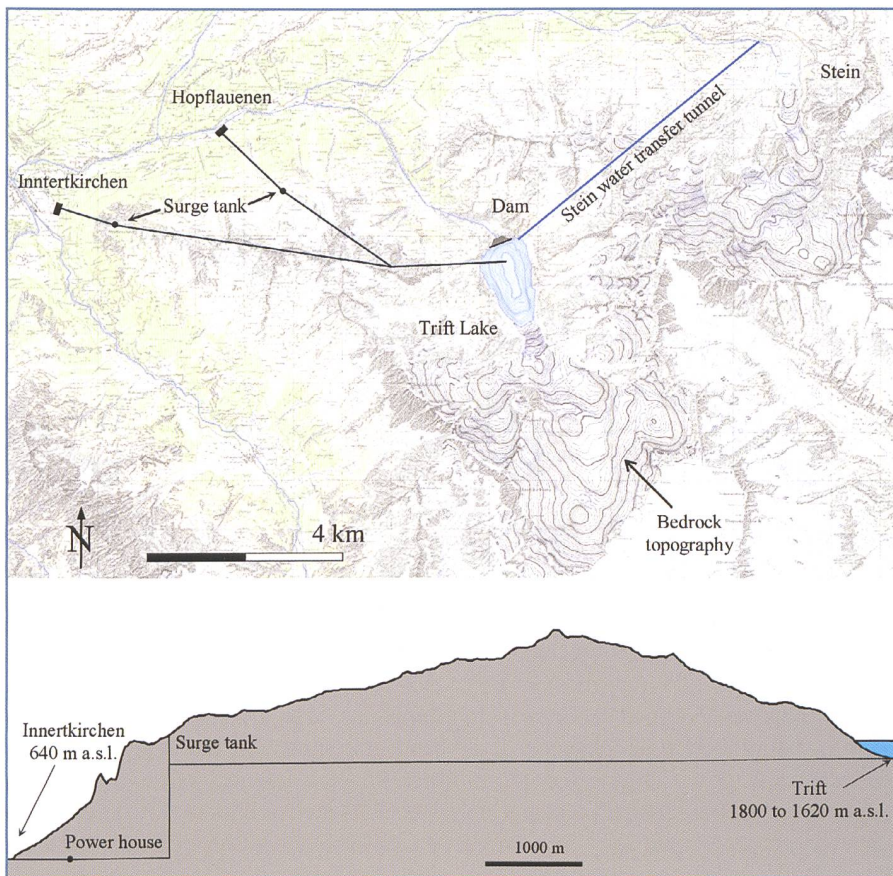 Stein
Hopflauenen
Stein water transfer tunnel
Inntertkirchen
Surge tank
Dam
Trift Lake
N
4 km
Bedrock
topography
Innertkirchen
640 m a.s.l.
Surge tank
Trift
1800 to 1620 m a.s.l.
Power house
1000 m